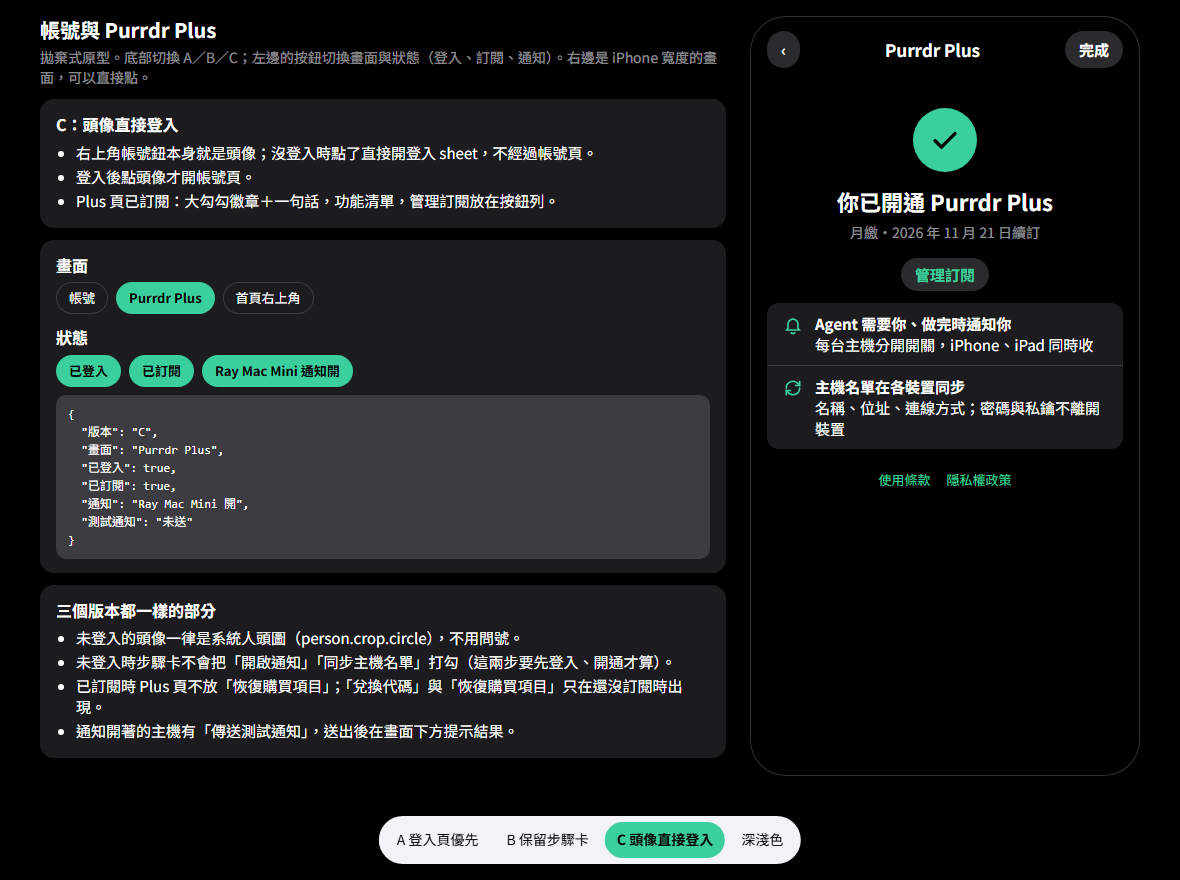 帳號與 Purrdr Plus
拋棄式原型。底部切換 A／B／C；左邊的按鈕切換畫面與狀態（登入、訂閱、通知）。右邊是 iPhone 寬度的畫
面，可以直接點。
C：頭像直接登入
• 右上角帳號鈕本身就是頭像；沒登入時點了直接開登入 sheet，不經過帳號頁。
• 登入後點頭像才開帳號頁。
• Plus 頁已訂閱：大勾勾徽章＋一句話，功能清單，管理訂閱放在按鈕列。
畫面
帳號
Purrdr Plus
首頁右上角
狀態
已登入
已訂閱
Ray Mac Mini 通知開
{
"版本": "C",
"畫面": "Purrdr Plus",
"已登入": true,
"已訂閱": true,
"通知": "Ray Mac Mini 開",
"測試通知": "未送"
}
三個版本都一樣的部分
• 未登入的頭像一律是系統人頭圖（person.crop.circle），不用問號。
• 未登入時步驟卡不會把「開啟通知」「同步主機名單」打勾（這兩步要先登入、開通才算）。
• 已訂閱時 Plus 頁不放「恢復購買項目」；「兌換代碼」與「恢復購買項目」只在還沒訂閱時出
現。
• 通知開著的主機有「傳送測試通知」，送出後在畫面下方提示結果。
‹
Purrdr Plus
完成
你已開通 Purrdr Plus
月繳・2026 年 11 月 21 日續訂
管理訂閱
Agent 需要你、做完時通知你
每台主機分開開關，iPhone、iPad 同時收
主機名單在各裝置同步
名稱、位址、連線方式；密碼與私鑰不離開
裝置
使用條款
隱私權政策
A 登入頁優先
B 保留步驟卡
C 頭像直接登入
深淺色